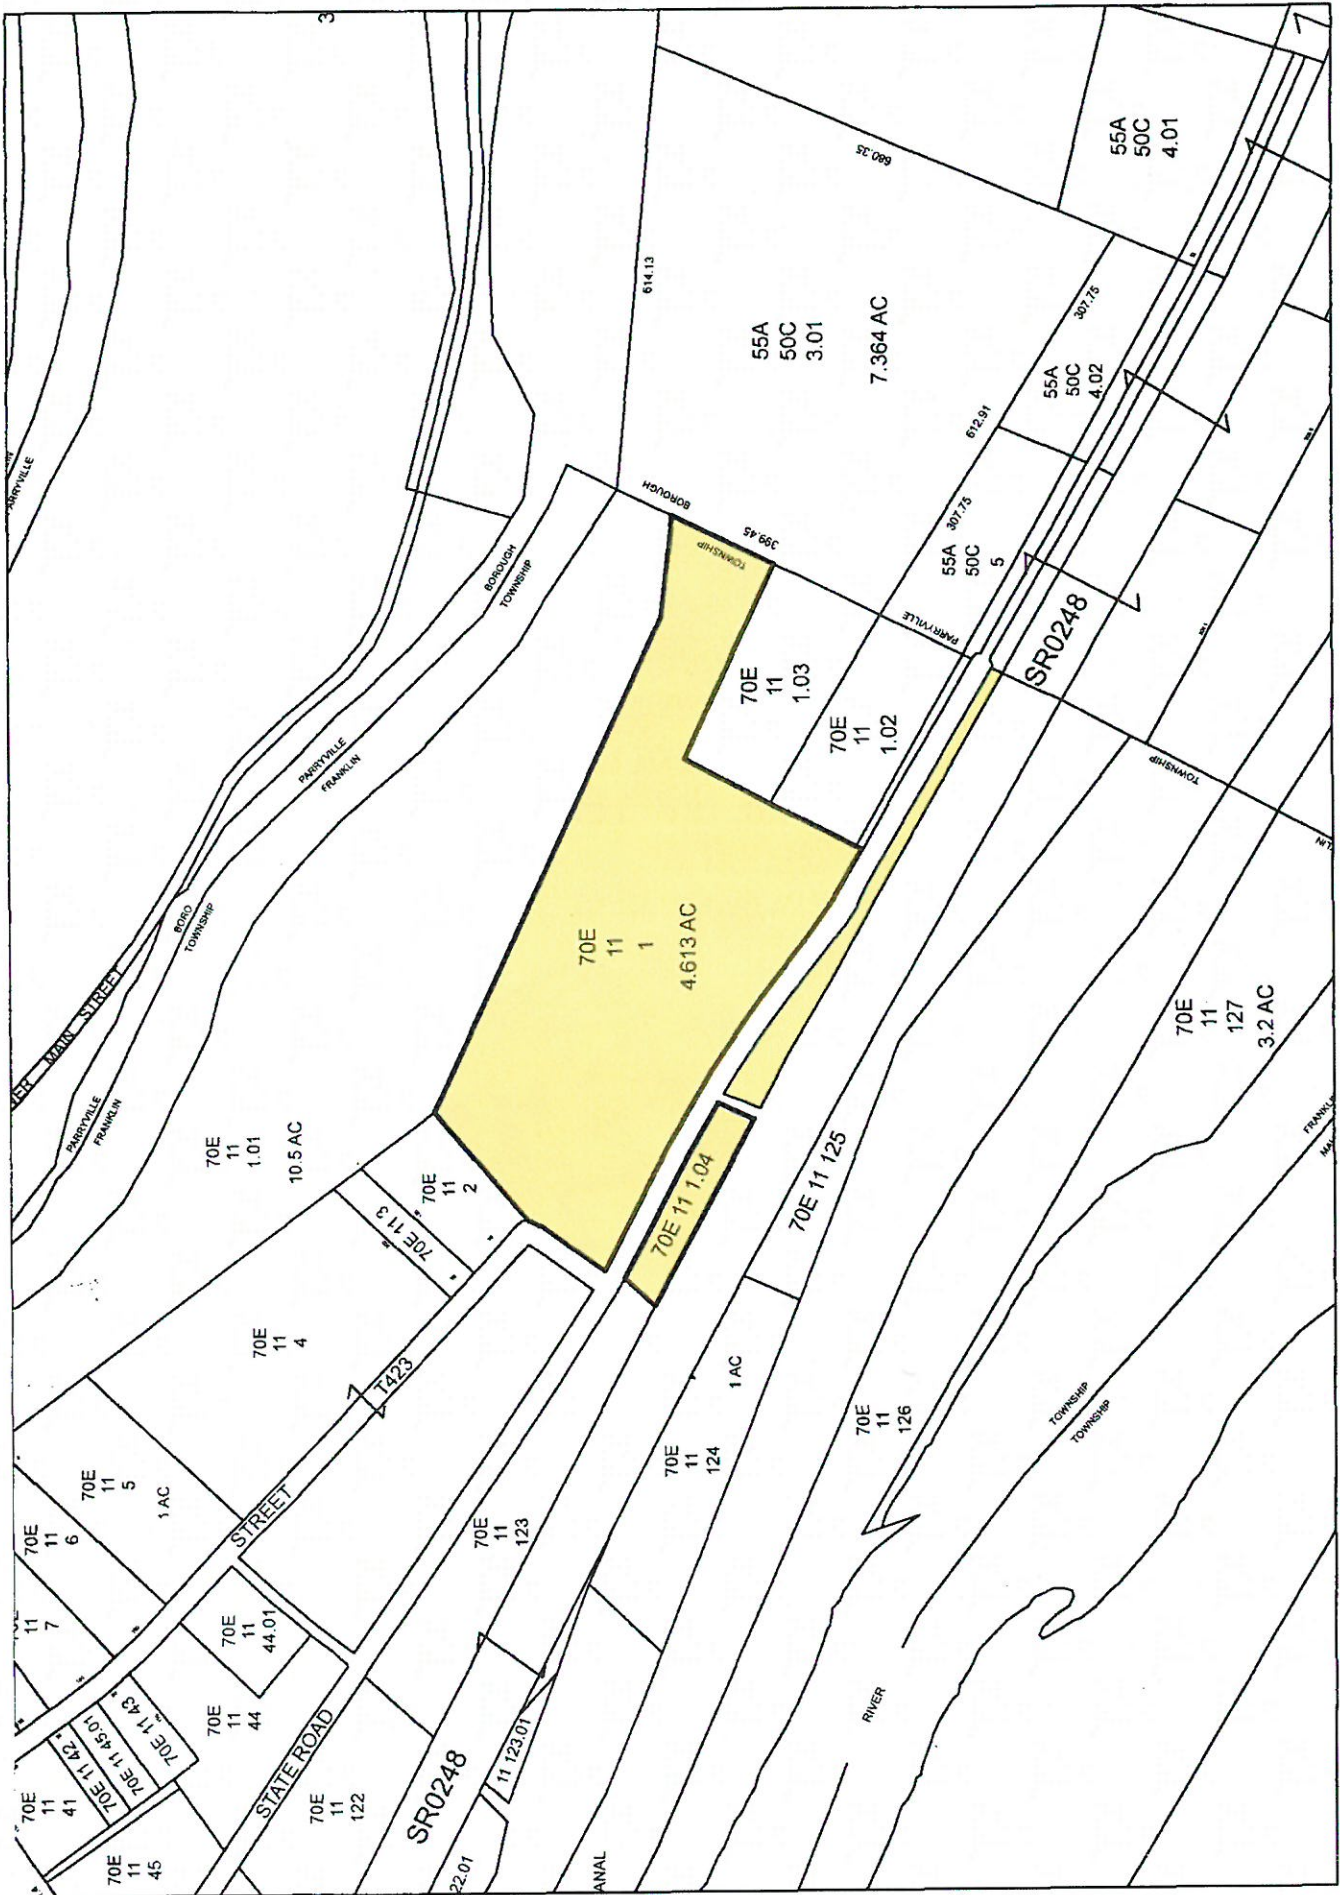 3
PARRYVILLE
680.35
55A
50C
4.01
614.13
55A
50C
3.01
7.364 AC
307.75
55A
50C
4.02
612.91
BOROUGH
399.45
TOWNSHIP
307.75
55A
50C
5
BOROUGH
TOWNSHIP
PARRYVILLE
SR0248
70E
11
1.03
70E
11
1.02
TOWNSHIP
PARRYVILLE
FRANKLIN
BORO
TOWNSHIP
MAIN STREET
PARRYVILLE
FRANKLIN
70E
11
1
4.613 AC
70E
11
127
3.2 AC
70E
11
1.01
10.5 AC
70E
11
2
70E 11 3
70E 11 1.04
70E 11 125
70E
11
4
T423
1 AC
70E
11
124
70E
11
126
TOWNSHIP
TOWNSHIP
70E
11
5
1 AC
70E
11
6
11
7
STREET
70E
11
123
70E
11
44.01
70E
11
44
70E 11 43
70E 11 45.01
70E 11 42
70E
11
41
70E
11
45
STATE ROAD
70E
11
122
SR0248
11 123.01
22.01
ANAL
RIVER